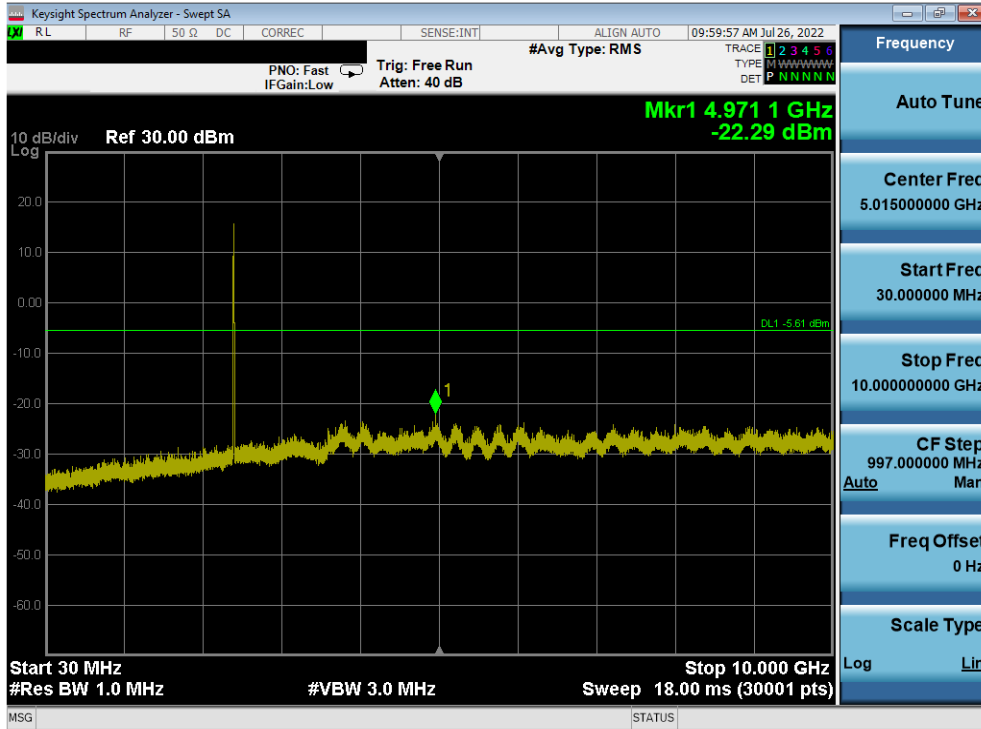 Keysight Spectrum Analyzer - Swept SA
LXI RL RF 50 Ω DC CORREC SENSE:INT ALIGN AUTO 09:59:57 AM Jul 26, 2022
#Avg Type: RMS TRACE 1 2 3 4 5 6
PNO: Fast Trig: Free Run TYPE M WWWWW
IFGain:Low Atten: 40 dB DET P N N N N N
Mkr1 4.971 1 GHz
-22.29 dBm
10 dB/div Ref 30.00 dBm
Log
20.0
10.0
0.00
DL1 -5.61 dBm
-10.0
1
-20.0
-30.0
-40.0
-50.0
-60.0
Start 30 MHz Stop 10.000 GHz
#Res BW 1.0 MHz #VBW 3.0 MHz Sweep 18.00 ms (30001 pts)
MSG STATUS
Frequency
Auto Tune
Center Freq
5.015000000 GHz
Start Freq
30.000000 MHz
Stop Freq
10.000000000 GHz
CF Step
997.000000 MHz
Auto Man
Freq Offset
0 Hz
Scale Type
Log Lin